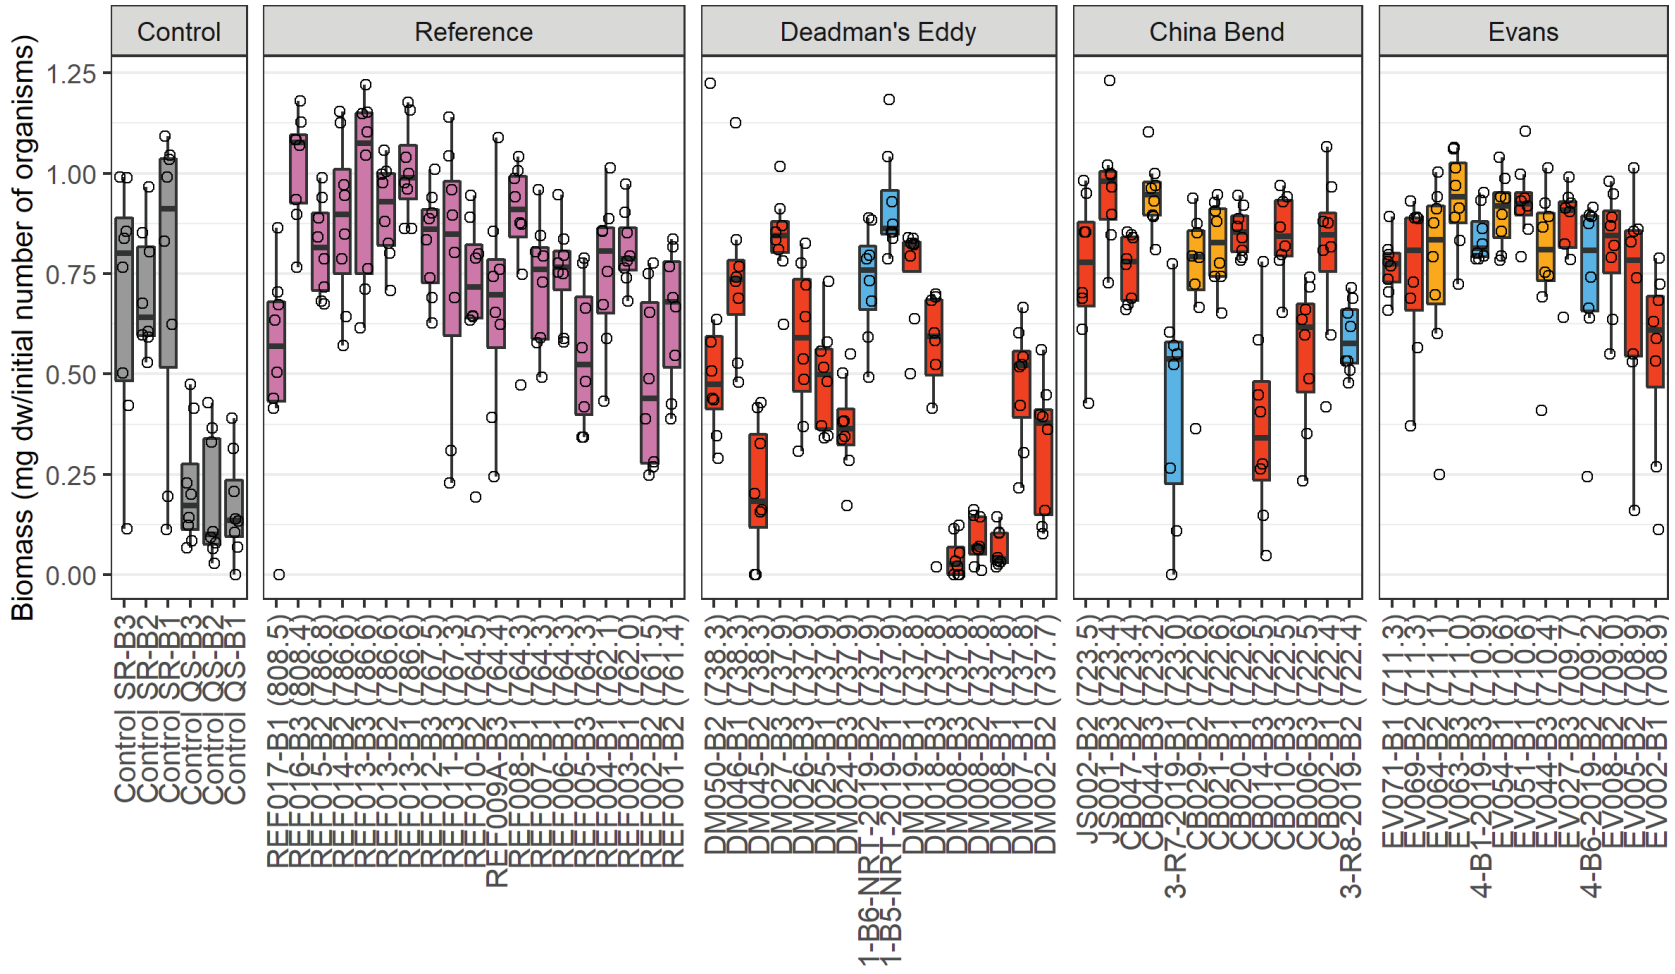 Control
Reference
Deadman's Eddy
China Bend
Evans
Biomass (mg dw/initial number of organisms)
1.25
1.00
0.75
0.50
0.25
0.00
Control SR-B3
Control SR-B2
Control SR-B1
Control QS-B3
Control QS-B2
Control QS-B1
REF017-B1 (808.5)
REF016-B3 (808.4)
REF015-B2 (786.8)
REF014-B2 (786.6)
REF013-B3 (786.6)
REF013-B2 (786.6)
REF013-B1 (786.6)
REF012-B3 (767.5)
REF011-B3 (767.3)
REF010-B2 (764.5)
REF009A-B3 (764.4)
REF008-B1 (764.3)
REF007-B1 (764.3)
REF006-B1 (764.3)
REF005-B3 (764.2)
REF004-B1 (762.1)
REF003-B1 (762.0)
REF002-B1 (761.5)
REF001-B2 (761.4)
DM050-B2 (738.3)
DM046-B1 (738.3)
DM045-B2 (738.3)
DM027-B3 (737.9)
DM026-B3 (737.9)
DM025-B1 (737.9)
DM024-B3 (737.9)
1-B6-NRT-2019-B2 (737.9)
1-B5-NRT-2019-B1 (737.9)
DM019-B1 (737.8)
DM018-B3 (737.8)
DM008-B3 (737.8)
DM008-B2 (737.8)
DM008-B1 (737.8)
DM007-B1 (737.8)
DM002-B2 (737.7)
JS002-B2 (723.5)
JS001-B3 (723.4)
CB047-B2 (723.4)
CB044-B3 (723.2)
3-R7-2019-B1 (723.0)
CB029-B2 (722.6)
CB021-B1 (722.6)
CB020-B1 (722.6)
CB014-B3 (722.5)
CB010-B3 (722.5)
CB006-B3 (722.5)
CB002-B1 (722.4)
3-R8-2019-B2 (722.4)
EV071-B1 (711.3)
EV069-B2 (711.3)
EV064-B2 (711.1)
EV063-B3 (711.0)
4-B1-2019-B3 (710.9)
EV054-B1 (710.6)
EV051-B1 (710.6)
EV044-B3 (710.4)
EV027-B3 (709.7)
4-B6-2019-B2 (709.2)
EV008-B2 (709.0)
EV005-B2 (708.9)
EV002-B1 (708.9)